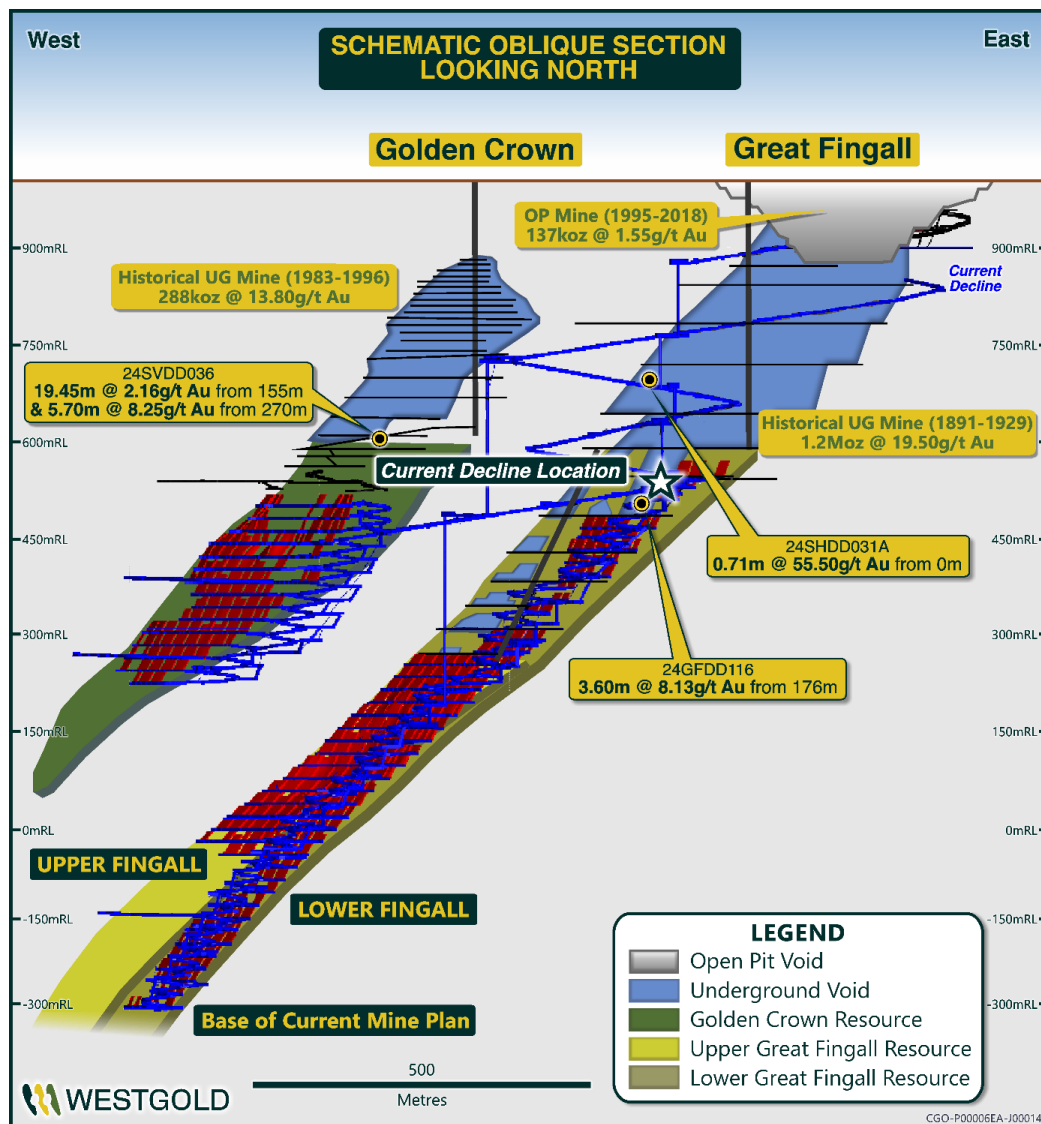 West
SCHEMATIC OBLIQUE SECTION
LOOKING NORTH
East
Golden Crown
Great Fingall
OP Mine (1995-2018)
137koz @ 1.55g/t Au
900mRL
900mRL
Historical UG Mine (1983-1996)
288koz @ 13.80g/t Au
Current
Decline
750mRL
750mRL
24SVDD036
19.45m @ 2.16g/t Au from 155m
& 5.70m @ 8.25g/t Au from 270m
Historical UG Mine (1891-1929)
1.2Moz @ 19.50g/t Au
600mRL
600mRL
Current Decline Location
450mRL
450mRL
24SHDD031A
0.71m @ 55.50g/t Au from 0m
300mRL
300mRL
24GFDD116
3.60m @ 8.13g/t Au from 176m
150mRL
150mRL
0mRL
0mRL
UPPER FINGALL
LOWER FINGALL
-150mRL
-150mRL
LEGEND
Open Pit Void
Underground Void
Golden Crown Resource
Upper Great Fingall Resource
Lower Great Fingall Resource
-300mRL
-300mRL
Base of Current Mine Plan
500
Metres
WESTGOLD
CGO-P00006EA-J00014